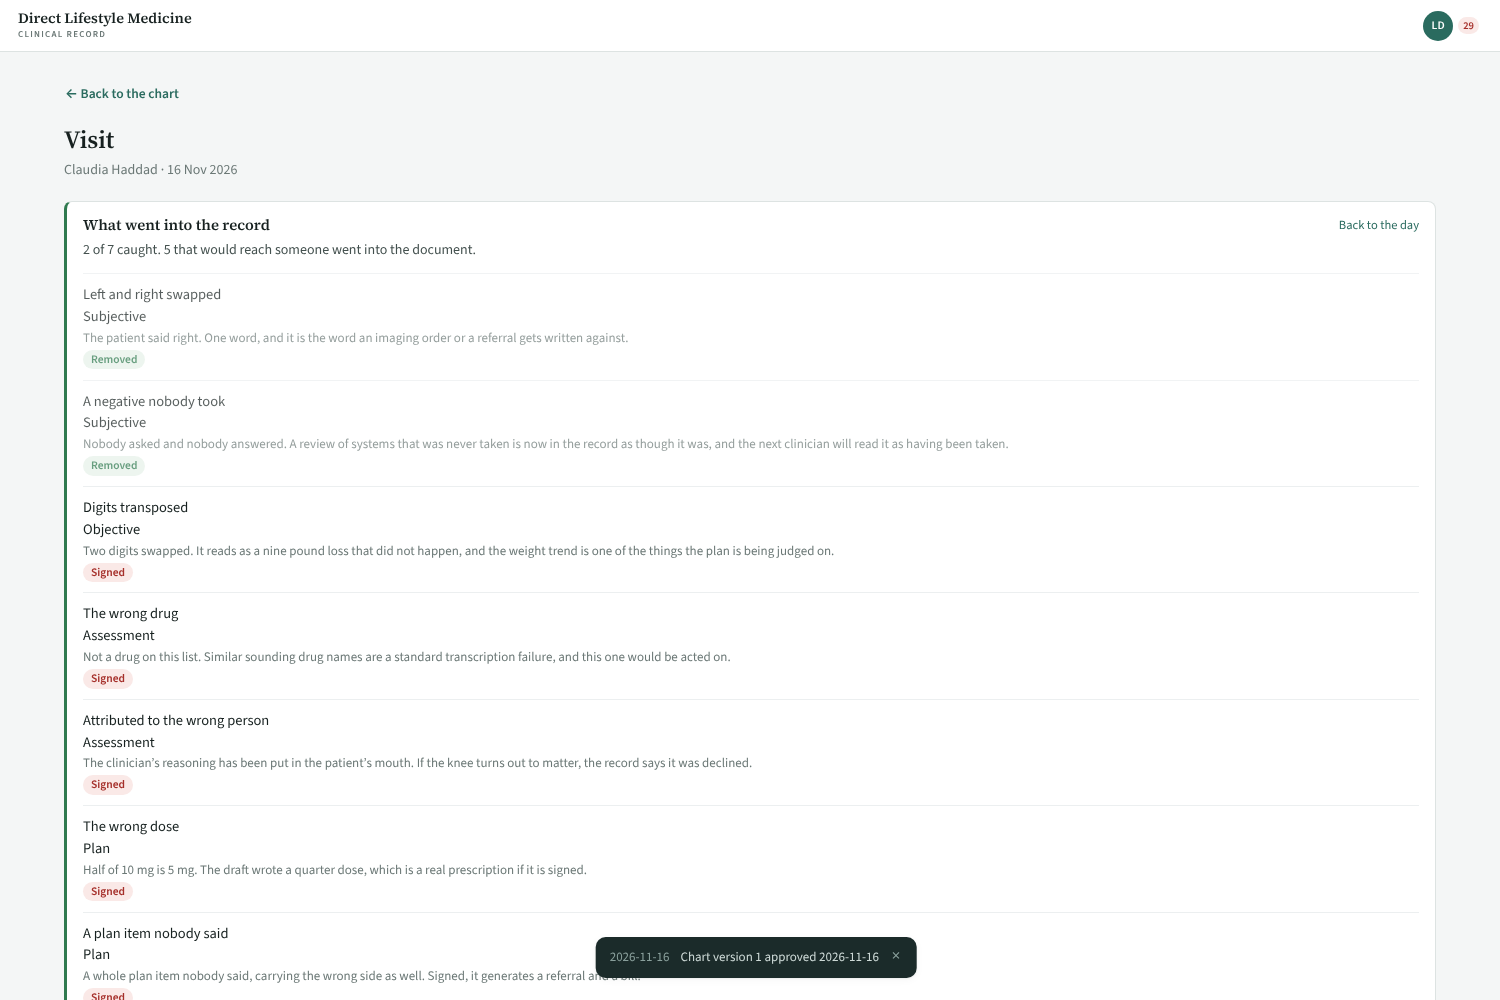 Direct Lifestyle Medicine
CLINICAL RECORD
LD
29
← Back to the chart
Visit
Claudia Haddad · 16 Nov 2026
What went into the record
Back to the day
2 of 7 caught. 5 that would reach someone went into the document.
Left and right swapped
Subjective
The patient said right. One word, and it is the word an imaging order or a referral gets written against.
Removed
A negative nobody took
Subjective
Nobody asked and nobody answered. A review of systems that was never taken is now in the record as though it was, and the next clinician will read it as having been taken.
Removed
Digits transposed
Objective
Two digits swapped. It reads as a nine pound loss that did not happen, and the weight trend is one of the things the plan is being judged on.
Signed
The wrong drug
Assessment
Not a drug on this list. Similar sounding drug names are a standard transcription failure, and this one would be acted on.
Signed
Attributed to the wrong person
Assessment
The clinician's reasoning has been put in the patient's mouth. If the knee turns out to matter, the record says it was declined.
Signed
The wrong dose
Plan
Half of 10 mg is 5 mg. The draft wrote a quarter dose, which is a real prescription if it is signed.
Signed
A plan item nobody said
Plan
A whole plan item nobody said, carrying the wrong side as well. Signed, it generates a referral and a
Signed
2026-11-16 Chart version 1 approved 2026-11-16 ×